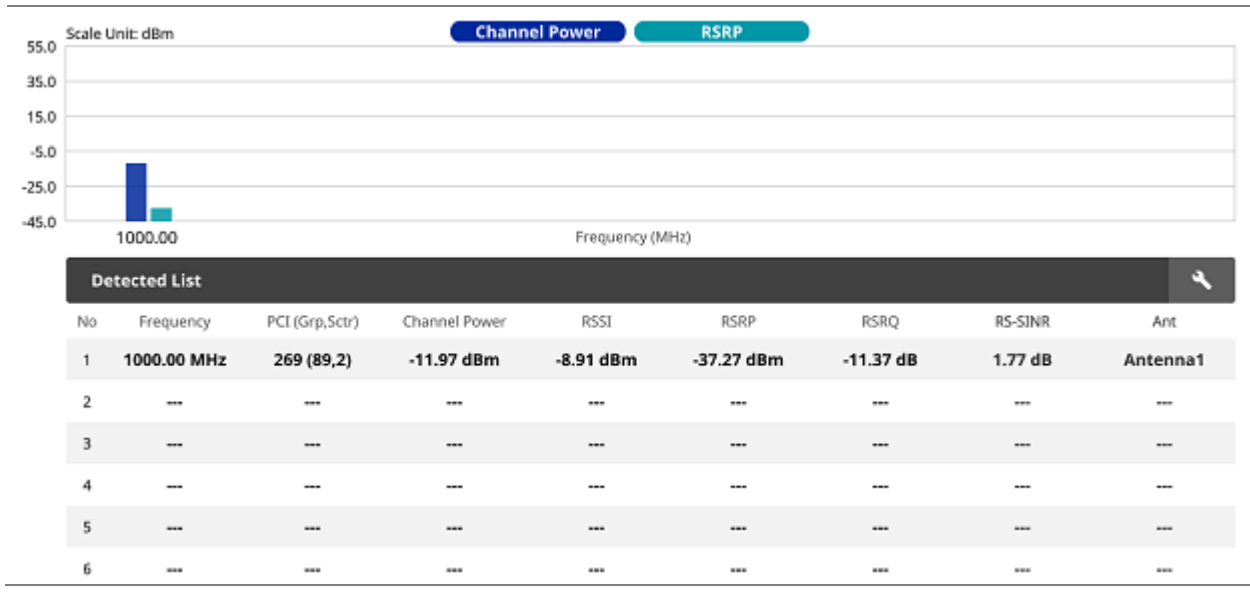 Scale Unit: dBm Channel Power RSRP
55.0
35.0
15.0
-5.0
-25.0
-45.0
1000.00 Frequency (MHz)
Detected List
No Frequency PCI (Grp,Sctr) Channel Power RSSI RSRP RSRQ RS-SINR Ant
1 1000.00 MHz 269 (89,2) -11.97 dBm -8.91 dBm -37.27 dBm -11.37 dB 1.77 dB Antenna1
2 --- --- --- --- --- --- --- ---
3 --- --- --- --- --- --- --- ---
4 --- --- --- --- --- --- --- ---
5 --- --- --- --- --- --- --- ---
6 --- --- --- --- --- --- --- ---